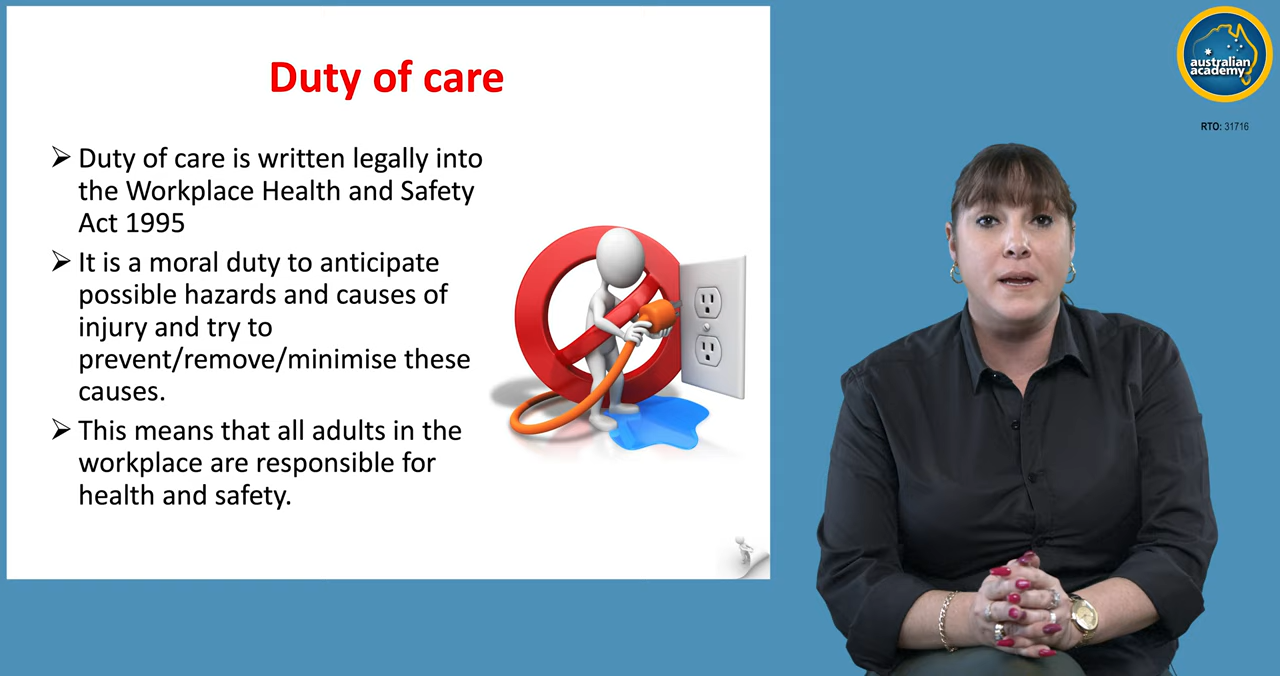 Duty of care
➢ Duty of care is written legally into
the Workplace Health and Safety
Act 1995
➢ It is a moral duty to anticipate
possible hazards and causes of
injury and try to
prevent/remove/minimise these
causes.
➢ This means that all adults in the
workplace are responsible for
health and safety.
australian
academy
RTO: 31716